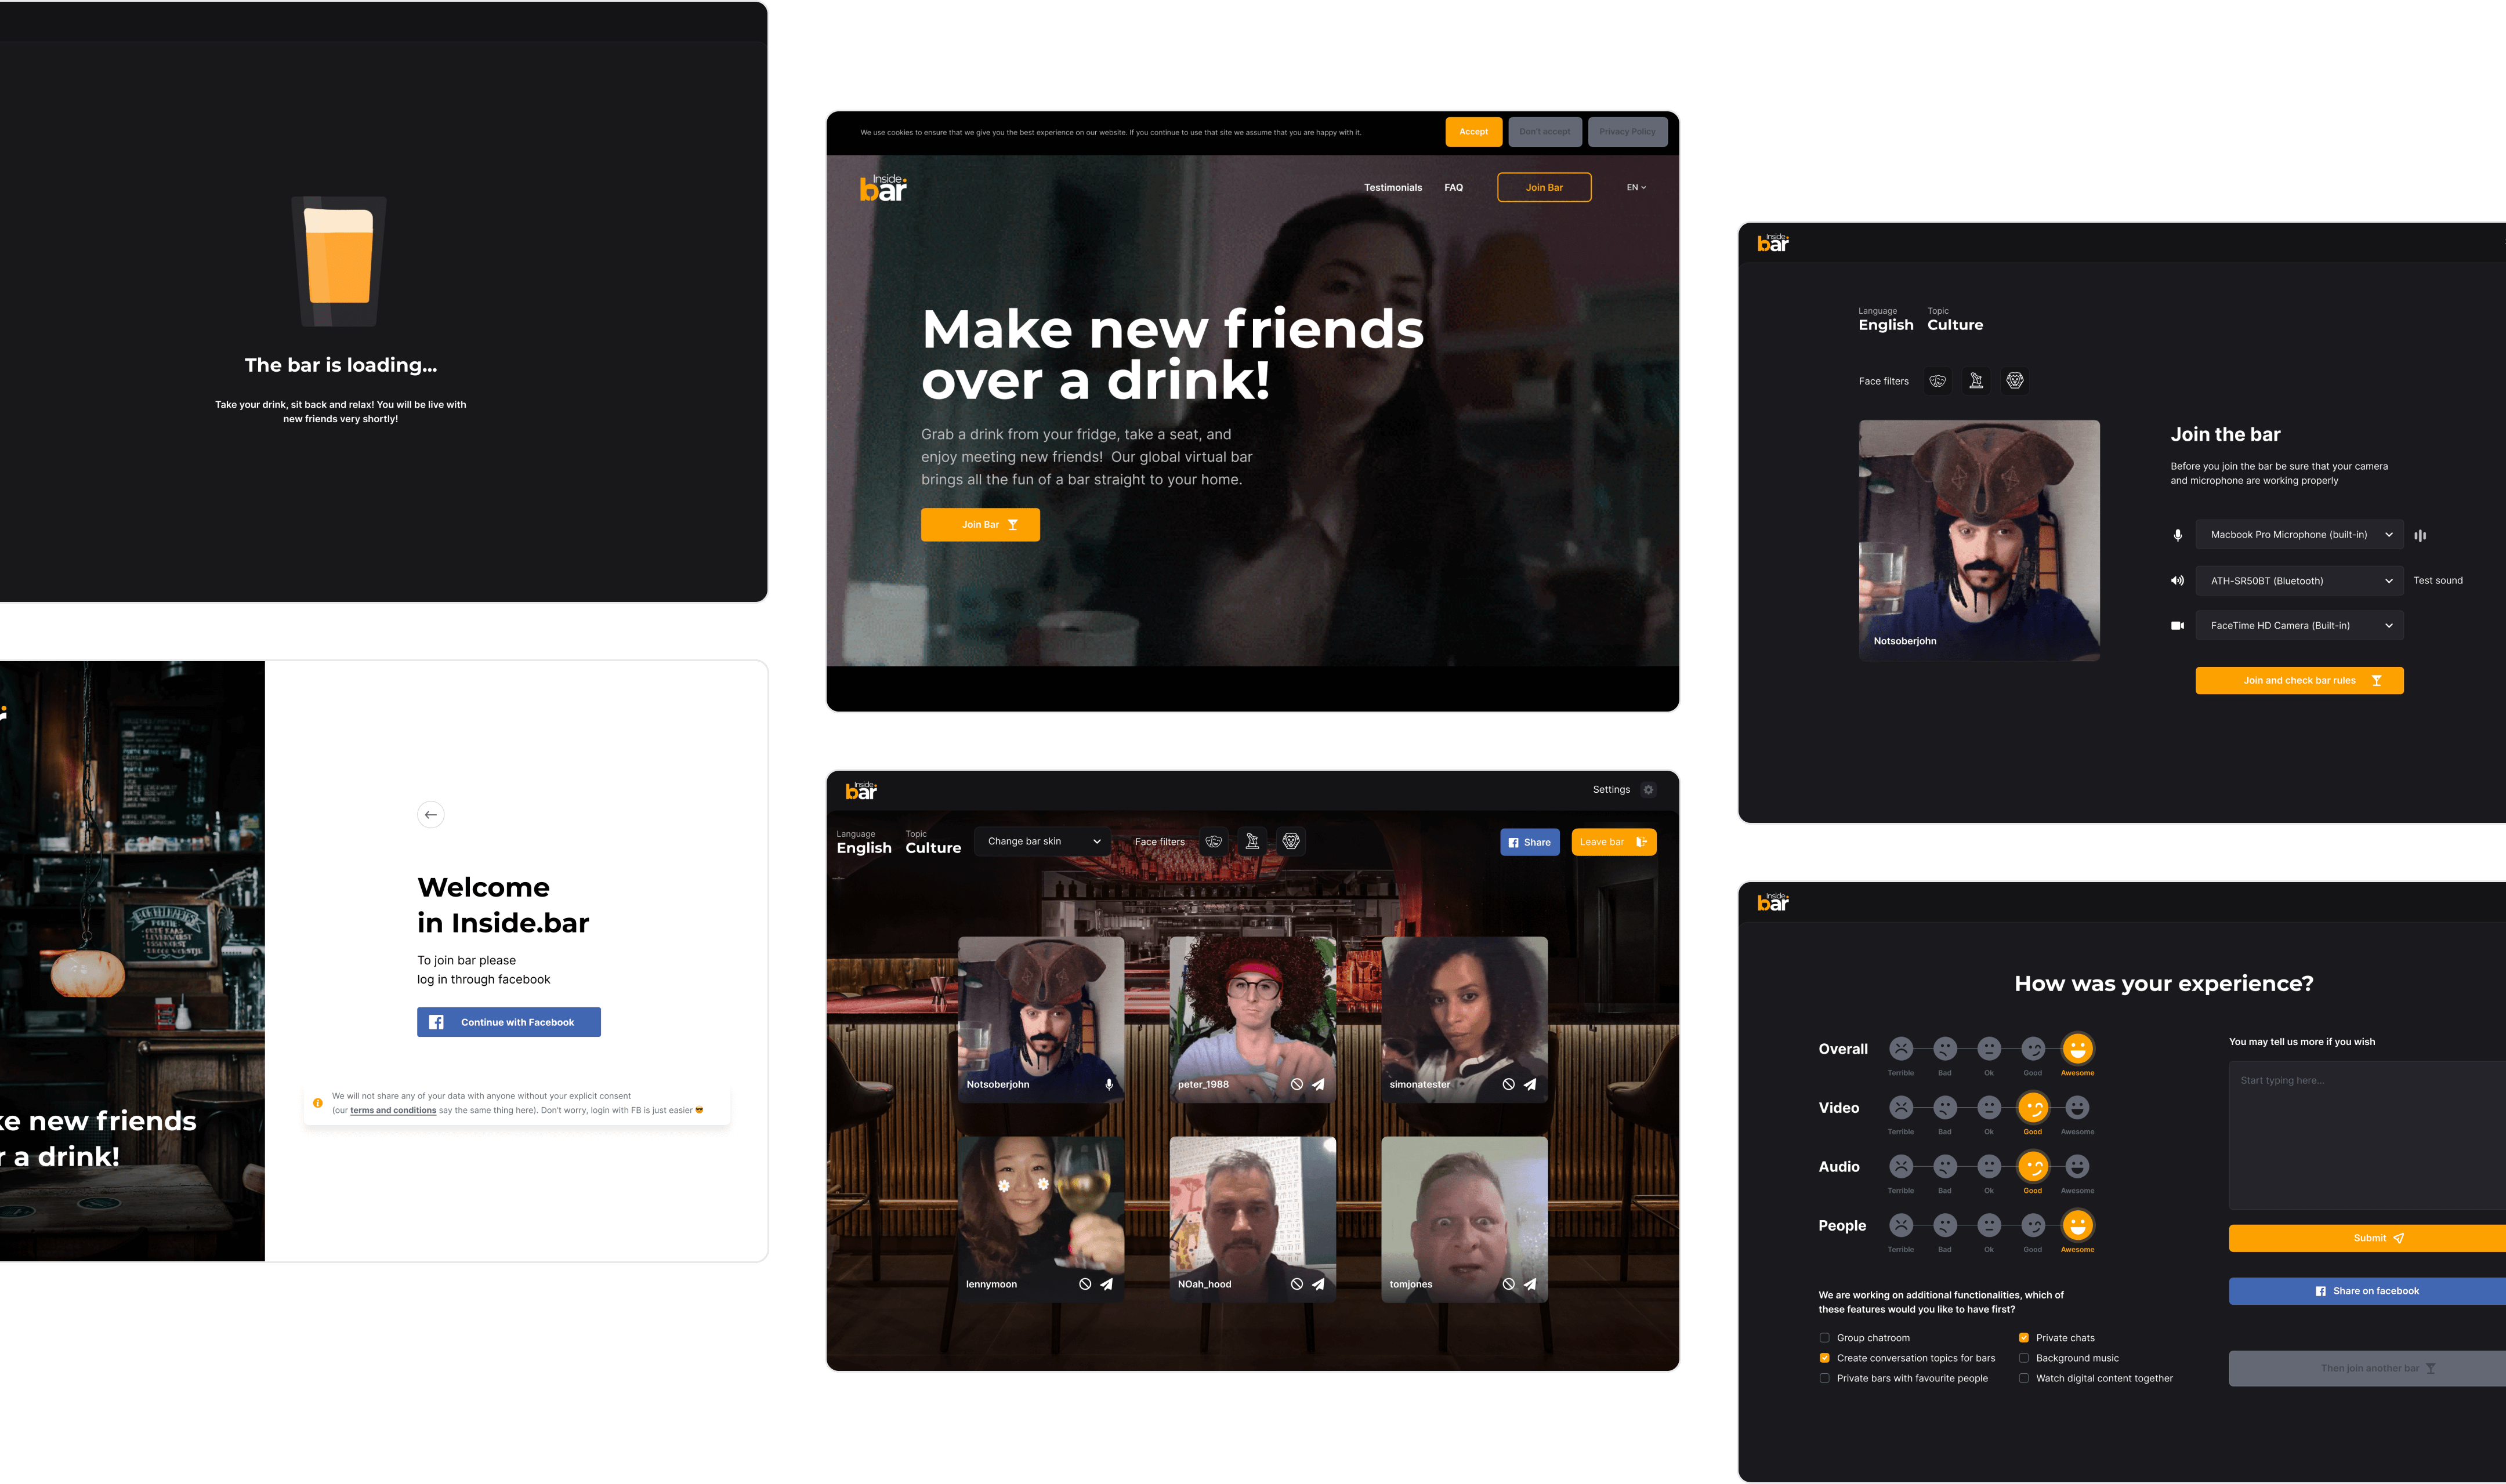 The bar is loading...
Take your drink, sit back and relax! You will be live with
new friends very shortly!
ke new friends
r a drink!
Welcome
in Inside.bar
To join bar please
log in through facebook
Continue with Facebook
We will not share any of your data with anyone without your explicit consent
(our terms and conditions say the same thing here). Don't worry, login with FB is just easier 😎
We use cookies to ensure that we give you the best experience on our website. If you continue to use that site we assume that you are happy with it.
Accept
Don't accept
Privacy Policy
Inside
bar
Testimonials
FAQ
Join Bar
EN
Make new friends
over a drink!
Grab a drink from your fridge, take a seat, and
enjoy meeting new friends! Our global virtual bar
brings all the fun of a bar straight to your home.
Join Bar
Inside
bar
Settings
Language
English
Topic
Culture
Change bar skin
Face filters
Share
Leave bar
Notsoberjohn
peter_1988
simonatester
lennymoon
NOah_hood
tomjones
Inside
bar
Language
English
Topic
Culture
Face filters
Notsoberjohn
Join the bar
Before you join the bar be sure that your camera
and microphone are working properly
Macbook Pro Microphone (built-in)
ATH-SR50BT (Bluetooth)
Test sound
FaceTime HD Camera (Built-in)
Join and check bar rules
Inside
bar
How was your experience?
Overall
Terrible Bad Ok Good Awesome
Video
Terrible Bad Ok Good Awesome
Audio
Terrible Bad Ok Good Awesome
People
Terrible Bad Ok Good Awesome
We are working on additional functionalities, which of
these features would you like to have first?
Group chatroom
Create conversation topics for bars
Private bars with favourite people
Private chats
Background music
Watch digital content together
You may tell us more if you wish
Start typing here...
Submit
Share on facebook
Then join another bar